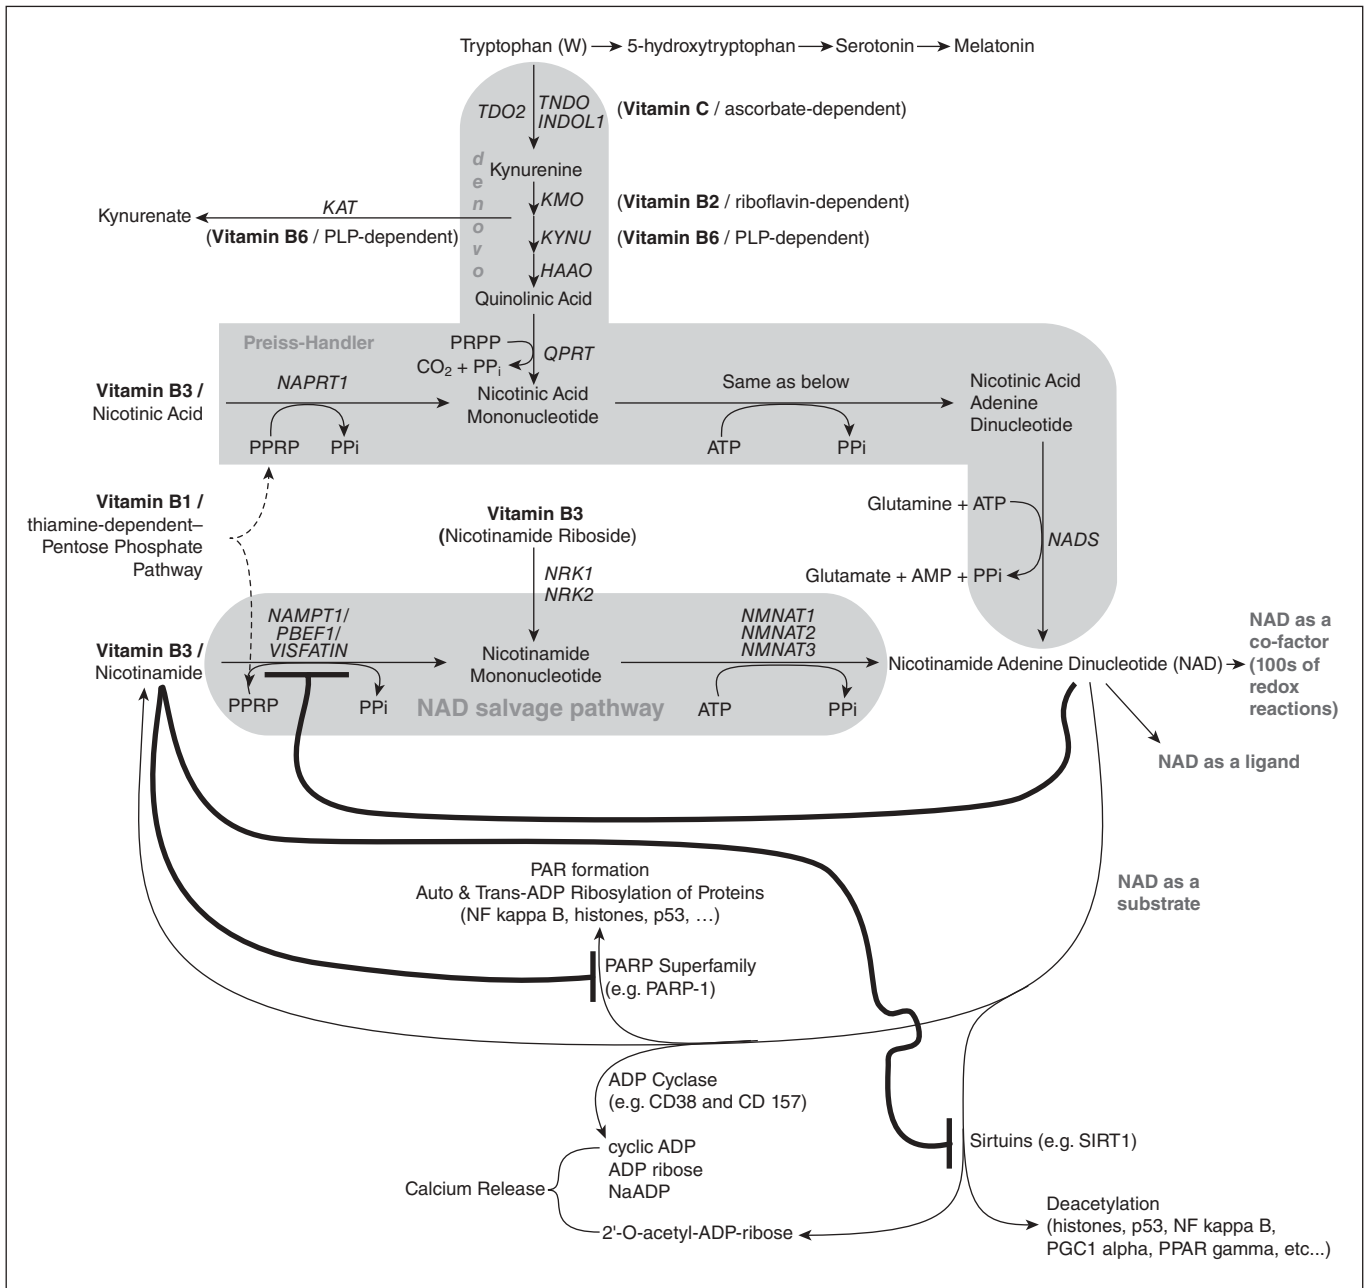 Tryptophan (W) → 5-hydroxytryptophan → Serotonin → Melatonin
TDO2
TNDO
INDOL1
(Vitamin C / ascorbate-dependent)
de novo
Kynurenine
KMO
(Vitamin B2 / riboflavin-dependent)
Kynurenate
KAT
(Vitamin B6 / PLP-dependent)
KYNU
(Vitamin B6 / PLP-dependent)
HAAO
Quinolinic Acid
Preiss-Handler
PRPP
CO2 + PPi
QPRT
Vitamin B3 /
Nicotinic Acid
NAPRT1
PPRP
PPi
Nicotinic Acid
Mononucleotide
Same as below
ATP
PPi
Nicotinic Acid
Adenine
Dinucleotide
Vitamin B1 /
thiamine-dependent–
Pentose Phosphate
Pathway
Vitamin B3
(Nicotinamide Riboside)
NRK1
NRK2
Glutamine + ATP
NADS
Glutamate + AMP + PPi
Vitamin B3 /
Nicotinamide
NAMPT1/
PBEF1/
VISFATIN
PPRP
PPi
Nicotinamide
Mononucleotide
NAD salvage pathway
NMNAT1
NMNAT2
NMNAT3
ATP
PPi
Nicotinamide Adenine Dinucleotide (NAD)
NAD as a
co-factor
(100s of
redox
reactions)
NAD as a ligand
NAD as a
substrate
PAR formation
Auto & Trans-ADP Ribosylation of Proteins
(NF kappa B, histones, p53, …)
PARP Superfamily
(e.g. PARP-1)
ADP Cyclase
(e.g. CD38 and CD 157)
cyclic ADP
ADP ribose
NaADP
Calcium Release
2'-O-acetyl-ADP-ribose
Sirtuins (e.g. SIRT1)
Deacetylation
(histones, p53, NF kappa B,
PGC1 alpha, PPAR gamma, etc...)